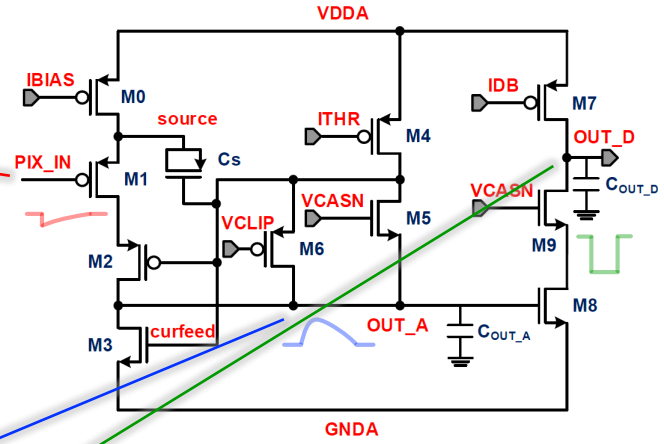 VDDA
IBIAS
M0
IDB
M7
source
ITHR
M4
OUT_D
PIX_IN
M1
Cs
VCASN
COUT_D
VCLIP
VCASN
M5
M9
M2
M6
M8
M3
curfeed
OUT_A
COUT_A
GNDA